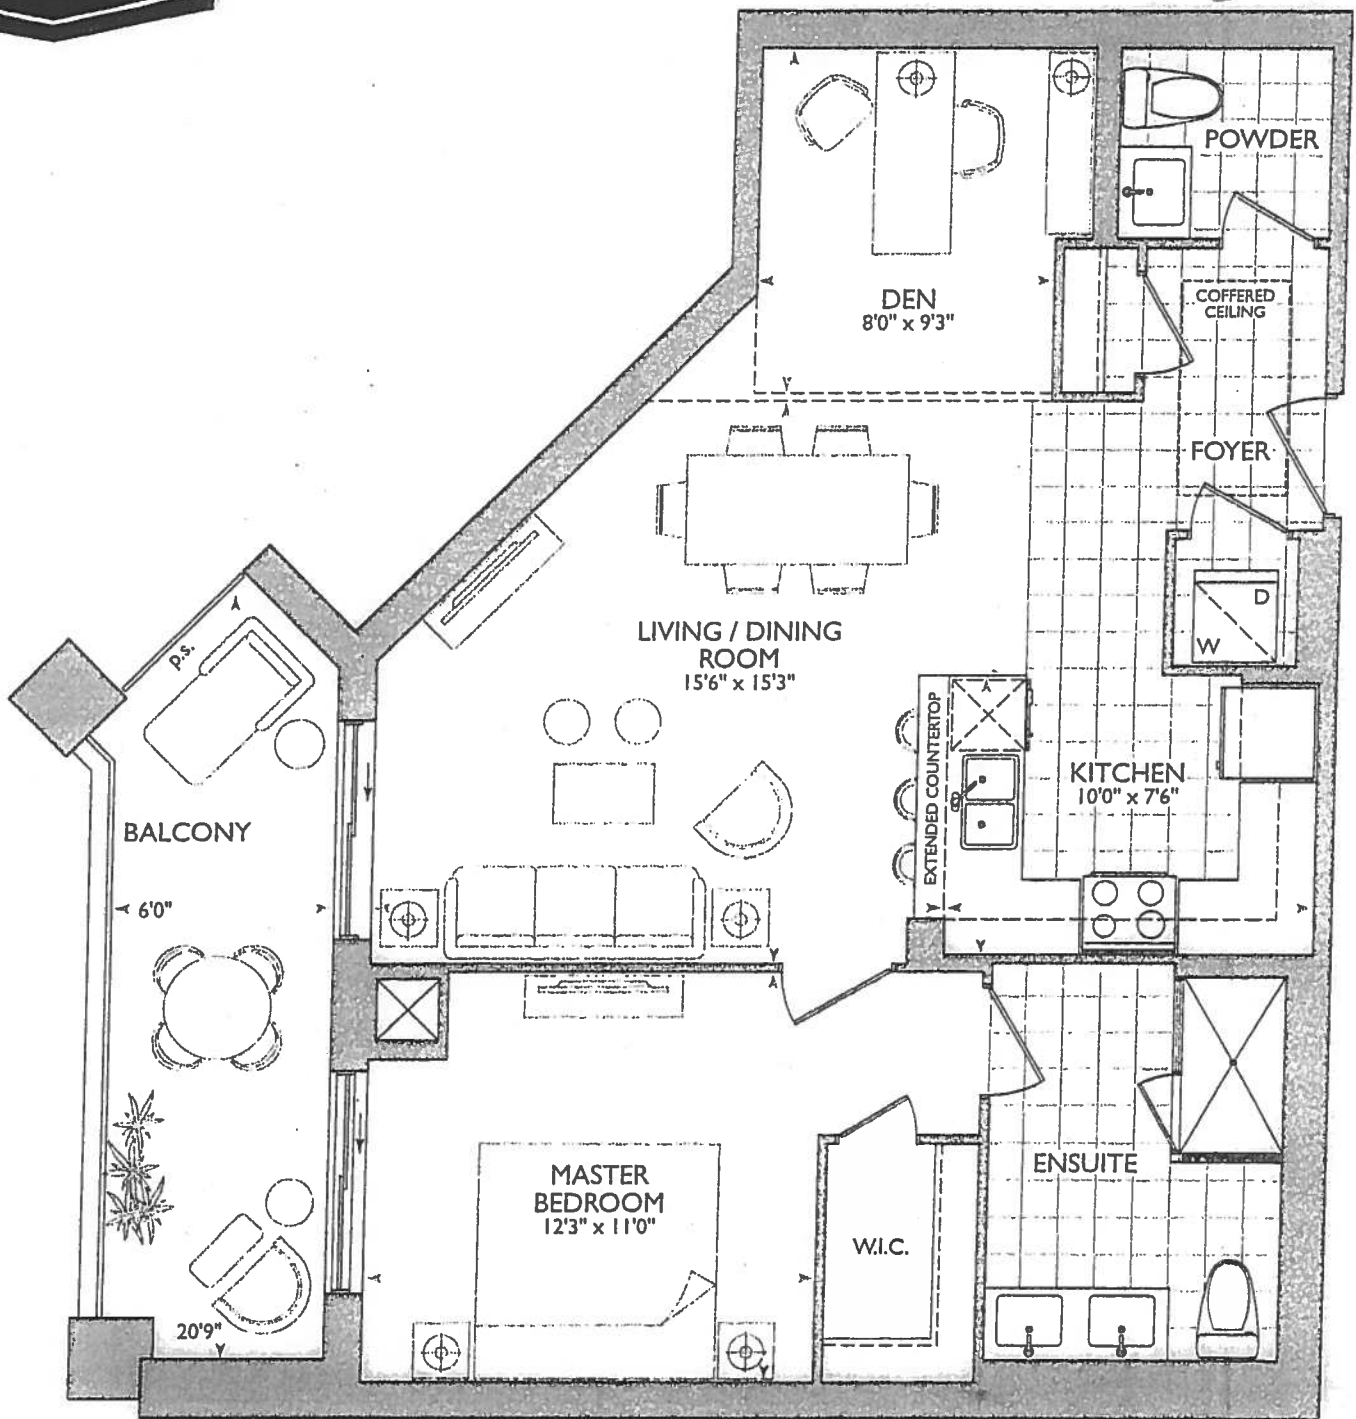 POWDER
COFFERED
CEILING
DEN
8'0" x 9'3"
FOYER
D
W
LIVING / DINING
ROOM
15'6" x 15'3"
p.s.
EXTENDED COUNTERTOP
KITCHEN
10'0" x 7'6"
BALCONY
6'0"
MASTER
BEDROOM
12'3" x 11'0"
ENSUITE
W.I.C.
20'9"